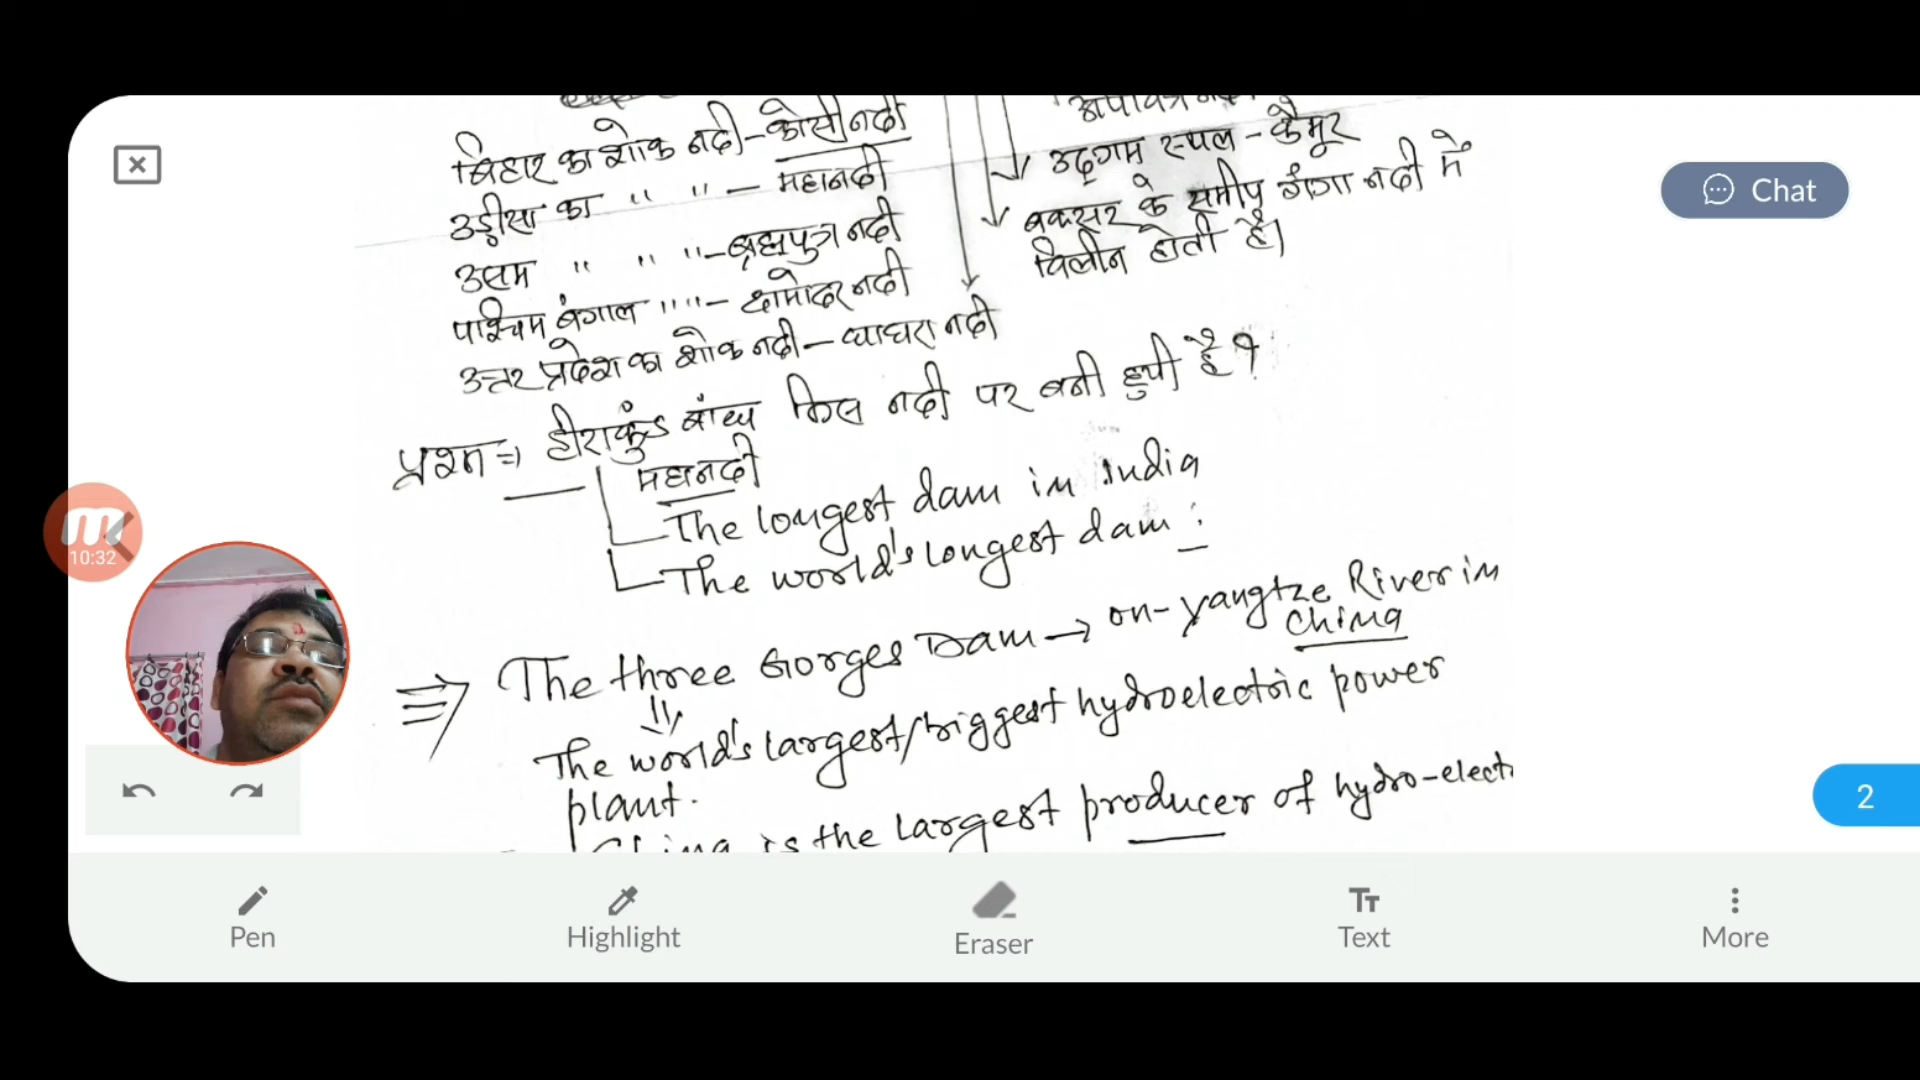 बिहार का शोक नदी - कोसी नदी
उड़ीसा का " " - महानदी
उसम " " " - ब्रह्मपुत्र नदी
पाश्चिम बंगाल " " " - दामोदर नदी
उत्तर प्रदेश का शोक नदी - घाघरा नदी
उद्गम स्थल - कैमूर
बक्सर के समीप गंगा नदी में
विलीन होती है।
प्रश्न ⇒ हीराकुंड बांध किस नदी पर बनी हुयी है ?
महानदी
The longest dam in India
The world's longest dam :
⇒ The three Gorges Dam → on - Yangtze River in
China
The world's largest/biggest hydroelectric power
plant.
China is the largest producer of hydro-elect
Chat
10:32
2
Pen
Highlight
Eraser
Text
More